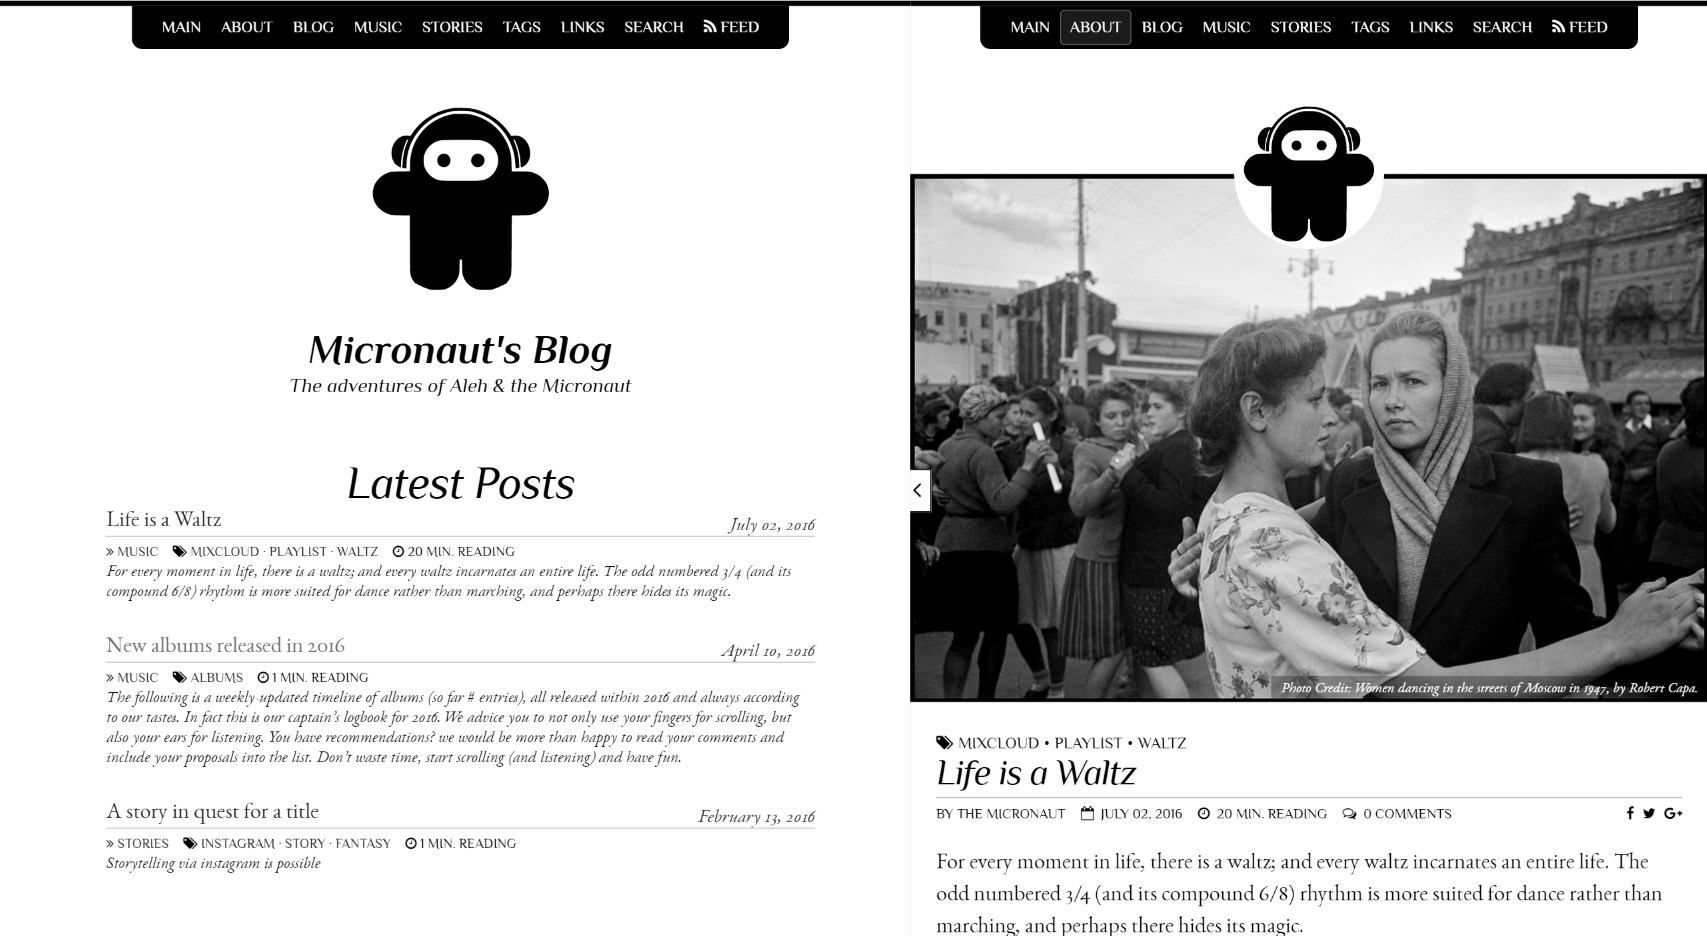 MAIN ABOUT BLOG MUSIC STORIES TAGS LINKS SEARCH FEED
Micronaut's Blog
The adventures of Aleh & the Micronaut
Latest Posts
Life is a Waltz
July 02, 2016
» MUSIC MIXCLOUD · PLAYLIST · WALTZ 20 MIN. READING
For every moment in life, there is a waltz; and every waltz incarnates an entire life. The odd numbered 3/4 (and its
compound 6/8) rhythm is more suited for dance rather than marching, and perhaps there hides its magic.
New albums released in 2016
April 10, 2016
» MUSIC ALBUMS 1 MIN. READING
The following is a weekly-updated timeline of albums (so far # entries), all released within 2016 and always according
to our tastes. In fact this is our captain's logbook for 2016. We advice you to not only use your fingers for scrolling, but
also your ears for listening. You have recommendations? we would be more than happy to read your comments and
include your proposals into the list. Don't waste time, start scrolling (and listening) and have fun.
A story in quest for a title
February 13, 2016
» STORIES INSTAGRAM · STORY · FANTASY 1 MIN. READING
Storytelling via instagram is possible
MAIN ABOUT BLOG MUSIC STORIES TAGS LINKS SEARCH FEED
Photo Credit: Women dancing in the streets of Moscow in 1947, by Robert Capa.
MIXCLOUD • PLAYLIST • WALTZ
Life is a Waltz
BY THE MICRONAUT JULY 02, 2016 20 MIN. READING 0 COMMENTS
For every moment in life, there is a waltz; and every waltz incarnates an entire life. The
odd numbered 3/4 (and its compound 6/8) rhythm is more suited for dance rather than
marching, and perhaps there hides its magic.